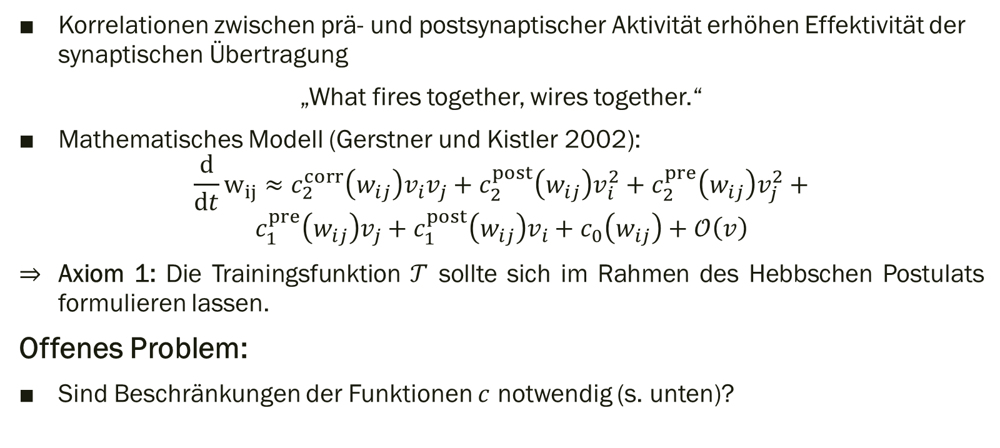 ■ Korrelationen zwischen prä- und postsynaptischer Aktivität erhöhen Effektivität der
synaptischen Übertragung
„What fires together, wires together.“
■ Mathematisches Modell (Gerstner und Kistler 2002):
$\frac{\mathrm{d}}{\mathrm{d}t}\mathrm{w_{ij}} \approx c_2^{\mathrm{corr}}(w_{ij})v_i v_j + c_2^{\mathrm{post}}(w_{ij})v_i^2 + c_2^{\mathrm{pre}}(w_{ij})v_j^2 +$
$c_1^{\mathrm{pre}}(w_{ij})v_j + c_1^{\mathrm{post}}(w_{ij})v_i + c_0(w_{ij}) + \mathcal{O}(v)$
⇒ Axiom 1: Die Trainingsfunktion $\mathcal{T}$ sollte sich im Rahmen des Hebbschen Postulats
formulieren lassen.
Offenes Problem:
■ Sind Beschränkungen der Funktionen $c$ notwendig (s. unten)?